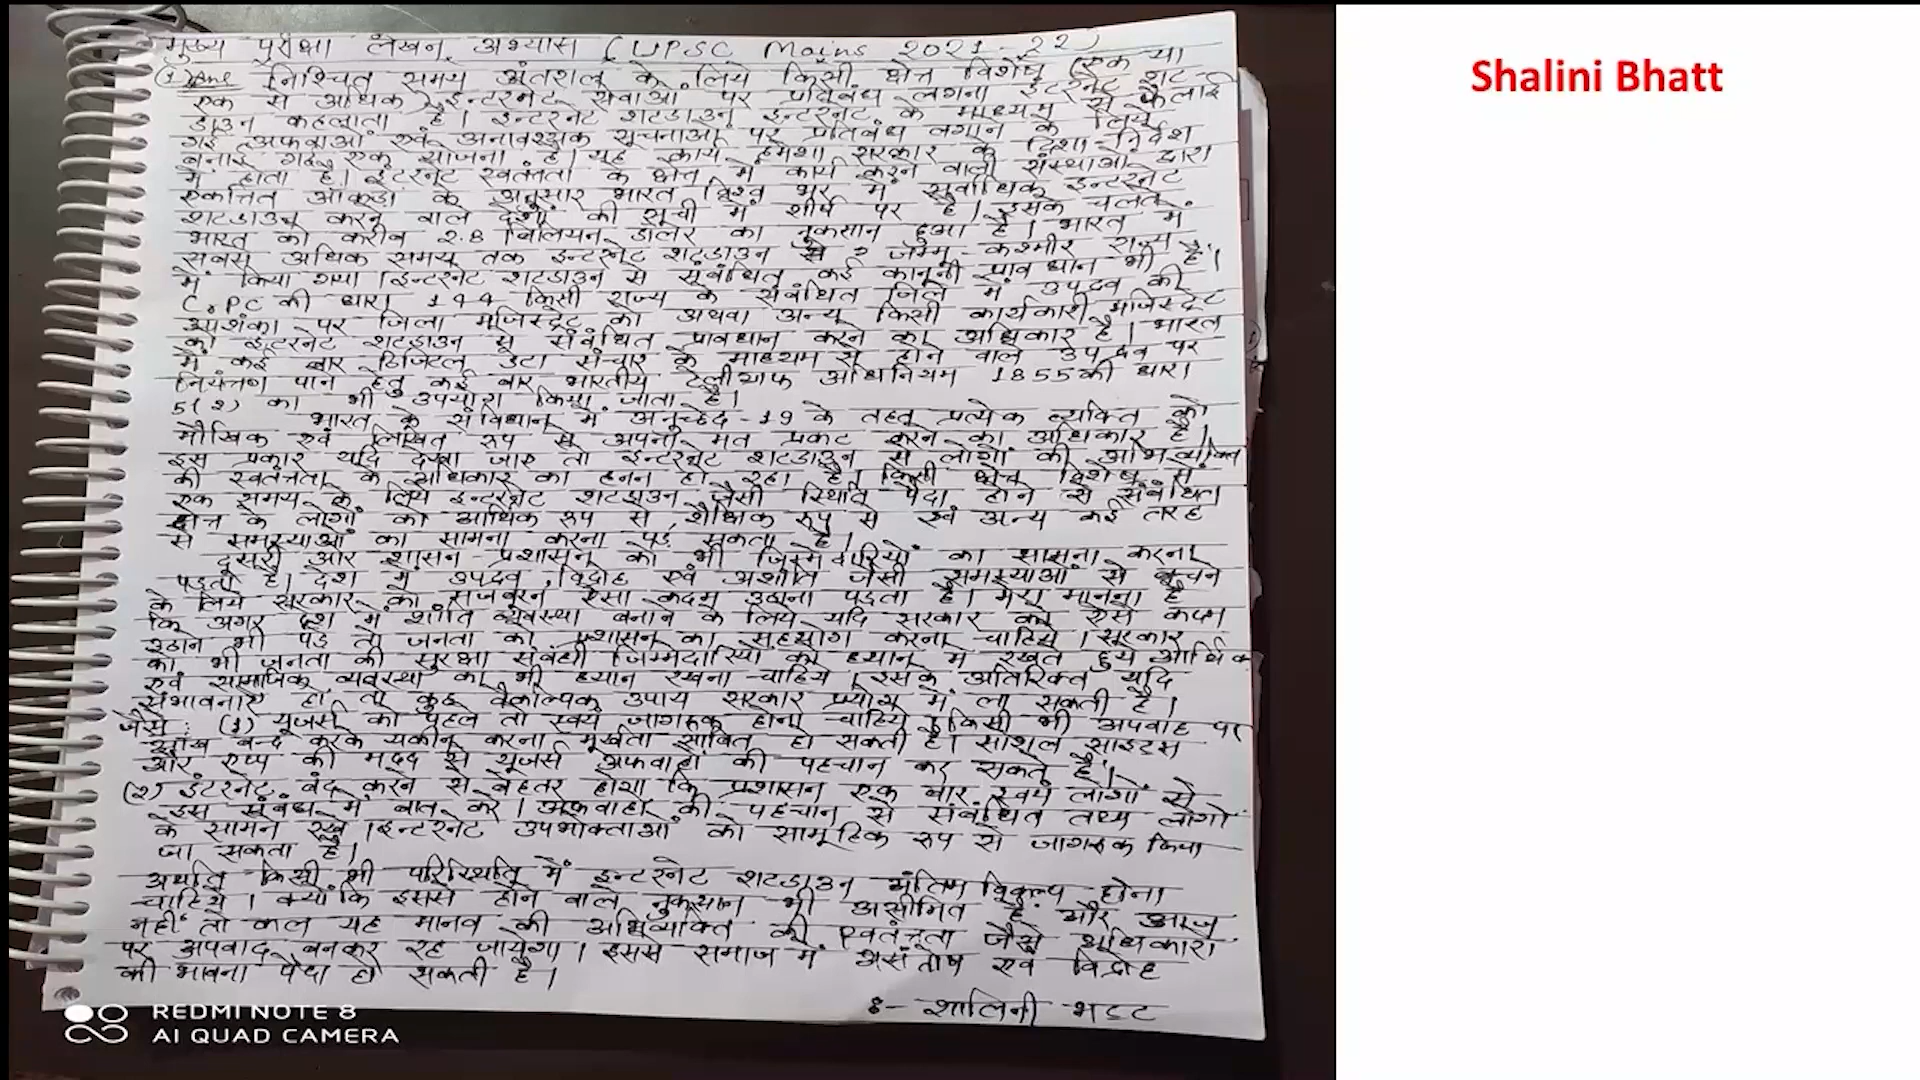 मुख्य परीक्षा लेखन अभ्यास (UPSC Mains 2021-22)
(1) Ans निश्चित समय अंतराल के लिये किसी क्षेत्र विशेष (एक या
एक से अधिक) इन्टरनेट सेवाओं पर प्रतिबंध लगना इंटरनेट शट-
डाउन कहलाता है। इन्टरनेट शटडाउन इन्टरनेट के माध्यम से फैलाई
गई अफवाओं एवं अनावश्यक सूचनाओं पर प्रतिबंध लगाने के लिये
बनाई गई एक योजना है। यह कार्य हमेशा सरकार के दिशा-निर्देश
में होता है। इंटरनेट स्वतंत्रता के क्षेत्र में कार्य करने वाली संस्थाओं द्वारा
एकत्रित आंकड़ों के अनुसार भारत विश्व भर में सर्वाधिक इन्टरनेट
शटडाउन करने वाले देशों की सूची में शीर्ष पर है। इसके चलते
भारत को करीब 2.8 बिलियन डॉलर का नुकसान हुआ है। भारत में
सबसे अधिक समय तक इन्टरनेट शटडाउन जम्मू-कश्मीर राज्य
में किया गया। इन्टरनेट शटडाउन से संबंधित कई कानूनी प्रावधान भी हैं।
CrPC की धारा 144 किसी राज्य के संबंधित जिले में उपद्रव की
आशंका पर जिला मजिस्ट्रेट को अथवा अन्य किसी कार्यकारी मजिस्ट्रेट
को इंटरनेट शटडाउन से संबंधित प्रावधान करने का अधिकार है। भारत
में कई बार डिजिटल डेटा संचार के माध्यम से होने वाले उपद्रव पर
नियंत्रण पाने हेतु कई बार भारतीय टेलीग्राफ अधिनियम 1855 की धारा
5(2) का भी उपयोग किया जाता है।
भारत के संविधान में अनुच्छेद-19 के तहत प्रत्येक व्यक्ति को
मौखिक एवं लिखित रूप से अपना मत प्रकट करने का अधिकार है।
इस प्रकार यदि देखा जाए तो इन्टरनेट शटडाउन से लोगों की अभिव्यक्ति
की स्वतंत्रता के अधिकार का हनन हो रहा है। किसी क्षेत्र विशेष में
एक समय के लिये इन्टरनेट शटडाउन जैसी स्थिति पैदा होने से संबंधित
क्षेत्र के लोगों को आर्थिक रूप से, शैक्षिक रूप से एवं अन्य कई तरह
से समस्याओं का सामना करना पड़ सकता है।
दूसरी ओर शासन-प्रशासन को भी जिम्मेदारियों का सामना करना
पड़ता है। देश में उपद्रव, विद्रोह एवं अशांति जैसी समस्याओं से बचने
के लिये सरकार को मजबूरन ऐसा कदम उठाना पड़ता है। मेरा मानना है
कि अगर देश में शांति व्यवस्था बनाने के लिये यदि सरकार को ऐसे कदम
उठाने भी पड़े तो जनता को प्रशासन का सहयोग करना चाहिये। सरकार
को भी जनता की सुरक्षा संबंधी जिम्मेदारियों को ध्यान में रखते हुये आर्थिक
एवं सामाजिक व्यवस्था का भी ध्यान रखना चाहिये। इसके अतिरिक्त यदि
संभावनाएं हो तो कुछ वैकल्पिक उपाय सरकार प्रयोग में ला सकती है।
जैसे: (1) यूजर्स को पहले तो स्वयं जागरूक होना चाहिये। किसी भी अपवाह पर
आंख बन्द करके यकीन करना मूर्खता साबित हो सकती है। सोशल साइट्स
और एप्प की मदद से यूजर्स अफवाहों की पहचान कर सकते हैं।
(2) इंटरनेट बंद करने से बेहतर होगा कि प्रशासन एक बार स्वयं लोगों से
इस संबंध में बात करे। अफवाहों की पहचान से संबंधित तथ्य लोगों
के सामने रखे। इन्टरनेट उपभोक्ताओं को सामूहिक रूप से जागरूक किया
जा सकता है।
अर्थात् किसी भी परिस्थिति में इन्टरनेट शटडाउन अंतिम विकल्प होना
चाहिये। क्योंकि इससे होने वाले नुकसान भी असीमित हैं और आज
नहीं तो कल यह मानव की अभिव्यक्ति की स्वतंत्रता जैसे अधिकारों
पर अपवाद बनकर रह जायेगा। इससे समाज में असंतोष एवं विद्रोह
की भावना पैदा हो सकती है।
:- शालिनी भट्ट
Shalini Bhatt
REDMI NOTE 8
AI QUAD CAMERA